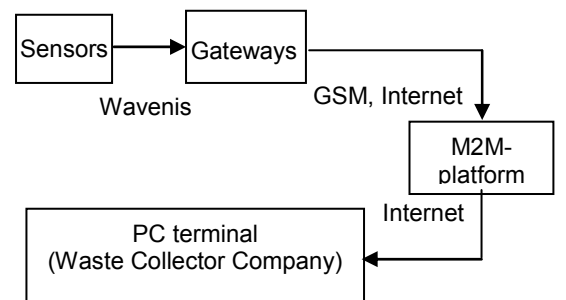 Sensors
Gateways
Wavenis
GSM, Internet
M2M-
platform
Internet
PC terminal
(Waste Collector Company)